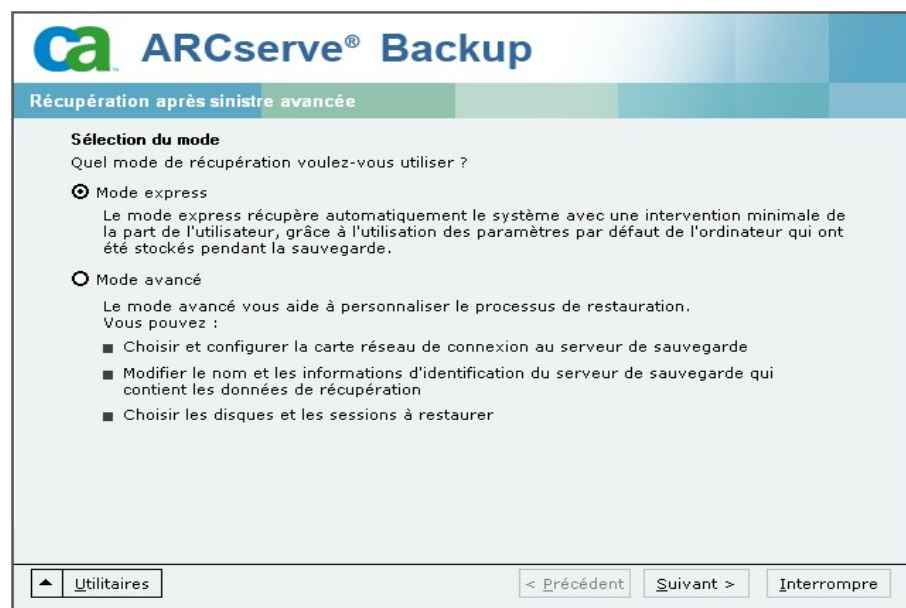 ca ARCserve® Backup
Récupération après sinistre avancée
Sélection du mode
Quel mode de récupération voulez-vous utiliser ?
Mode express
Le mode express récupère automatiquement le système avec une intervention minimale de
la part de l'utilisateur, grâce à l'utilisation des paramètres par défaut de l'ordinateur qui ont
été stockés pendant la sauvegarde.
Mode avancé
Le mode avancé vous aide à personnaliser le processus de restauration.
Vous pouvez :
■ Choisir et configurer la carte réseau de connexion au serveur de sauvegarde
■ Modifier le nom et les informations d'identification du serveur de sauvegarde qui
contient les données de récupération
■ Choisir les disques et les sessions à restaurer
Utilitaires < Précédent Suivant > Interrompre